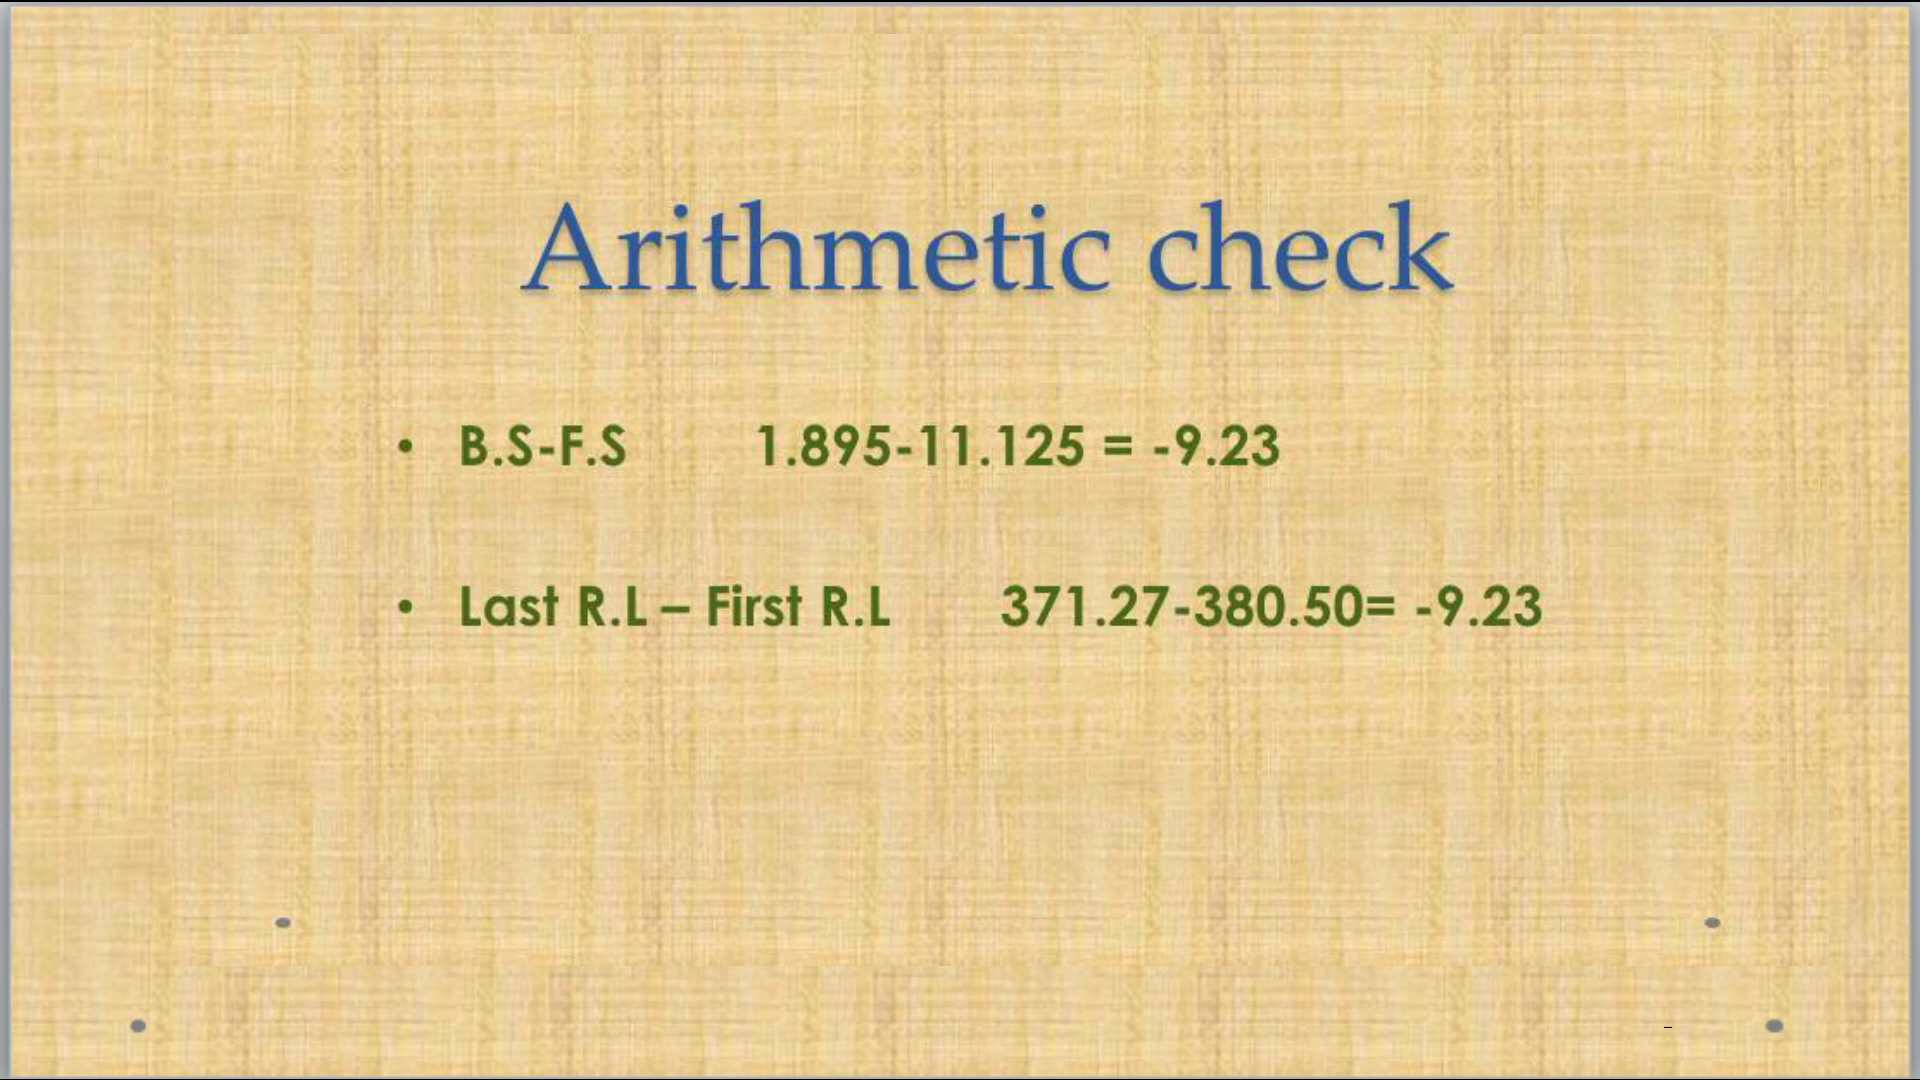 Arithmetic check
• B.S-F.S 1.895-11.125 = -9.23
• Last R.L – First R.L 371.27-380.50= -9.23